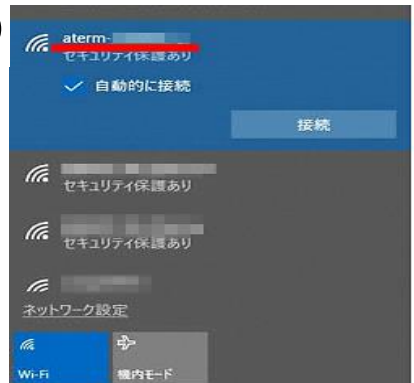 aterm-
セキュリティ保護あり
自動的に接続
接続
セキュリティ保護あり
セキュリティ保護あり
ネットワーク設定
Wi-Fi
機内モード